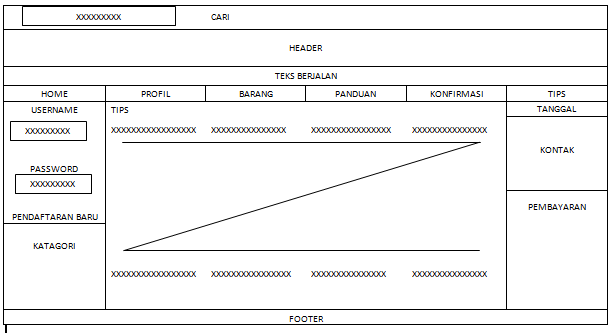 XXXXXXXXX CARI
HEADER
TEKS BERJALAN
HOME PROFIL BARANG PANDUAN KONFIRMASI TIPS
USERNAME
XXXXXXXXX
PASSWORD
XXXXXXXXX
PENDAFTARAN BARU
KATAGORI
TIPS
XXXXXXXXXXXXXXXXX XXXXXXXXXXXXXXX XXXXXXXXXXXXXXXX XXXXXXXXXXXXXXX
XXXXXXXXXXXXXXXXX XXXXXXXXXXXXXXXX XXXXXXXXXXXXXXX XXXXXXXXXXXXXXX
TANGGAL
KONTAK
PEMBAYARAN
FOOTER